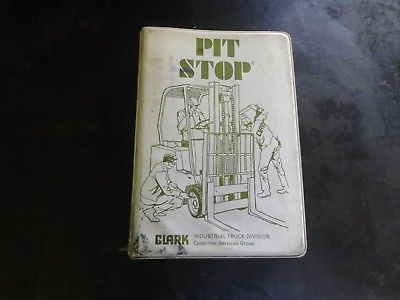 PIT
STOP®
CLARK INDUSTRIAL TRUCK DIVISION
Customer Services Group